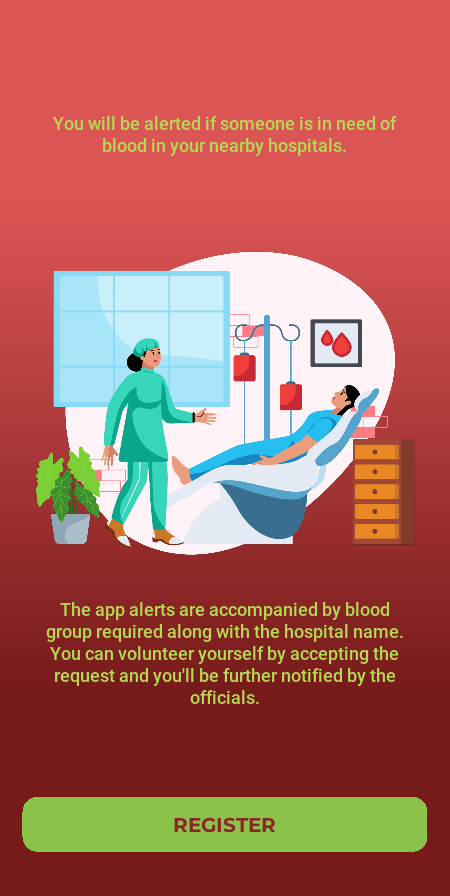 You will be alerted if someone is in need of
blood in your nearby hospitals.
The app alerts are accompanied by blood
group required along with the hospital name.
You can volunteer yourself by accepting the
request and you'll be further notified by the
officials.
REGISTER